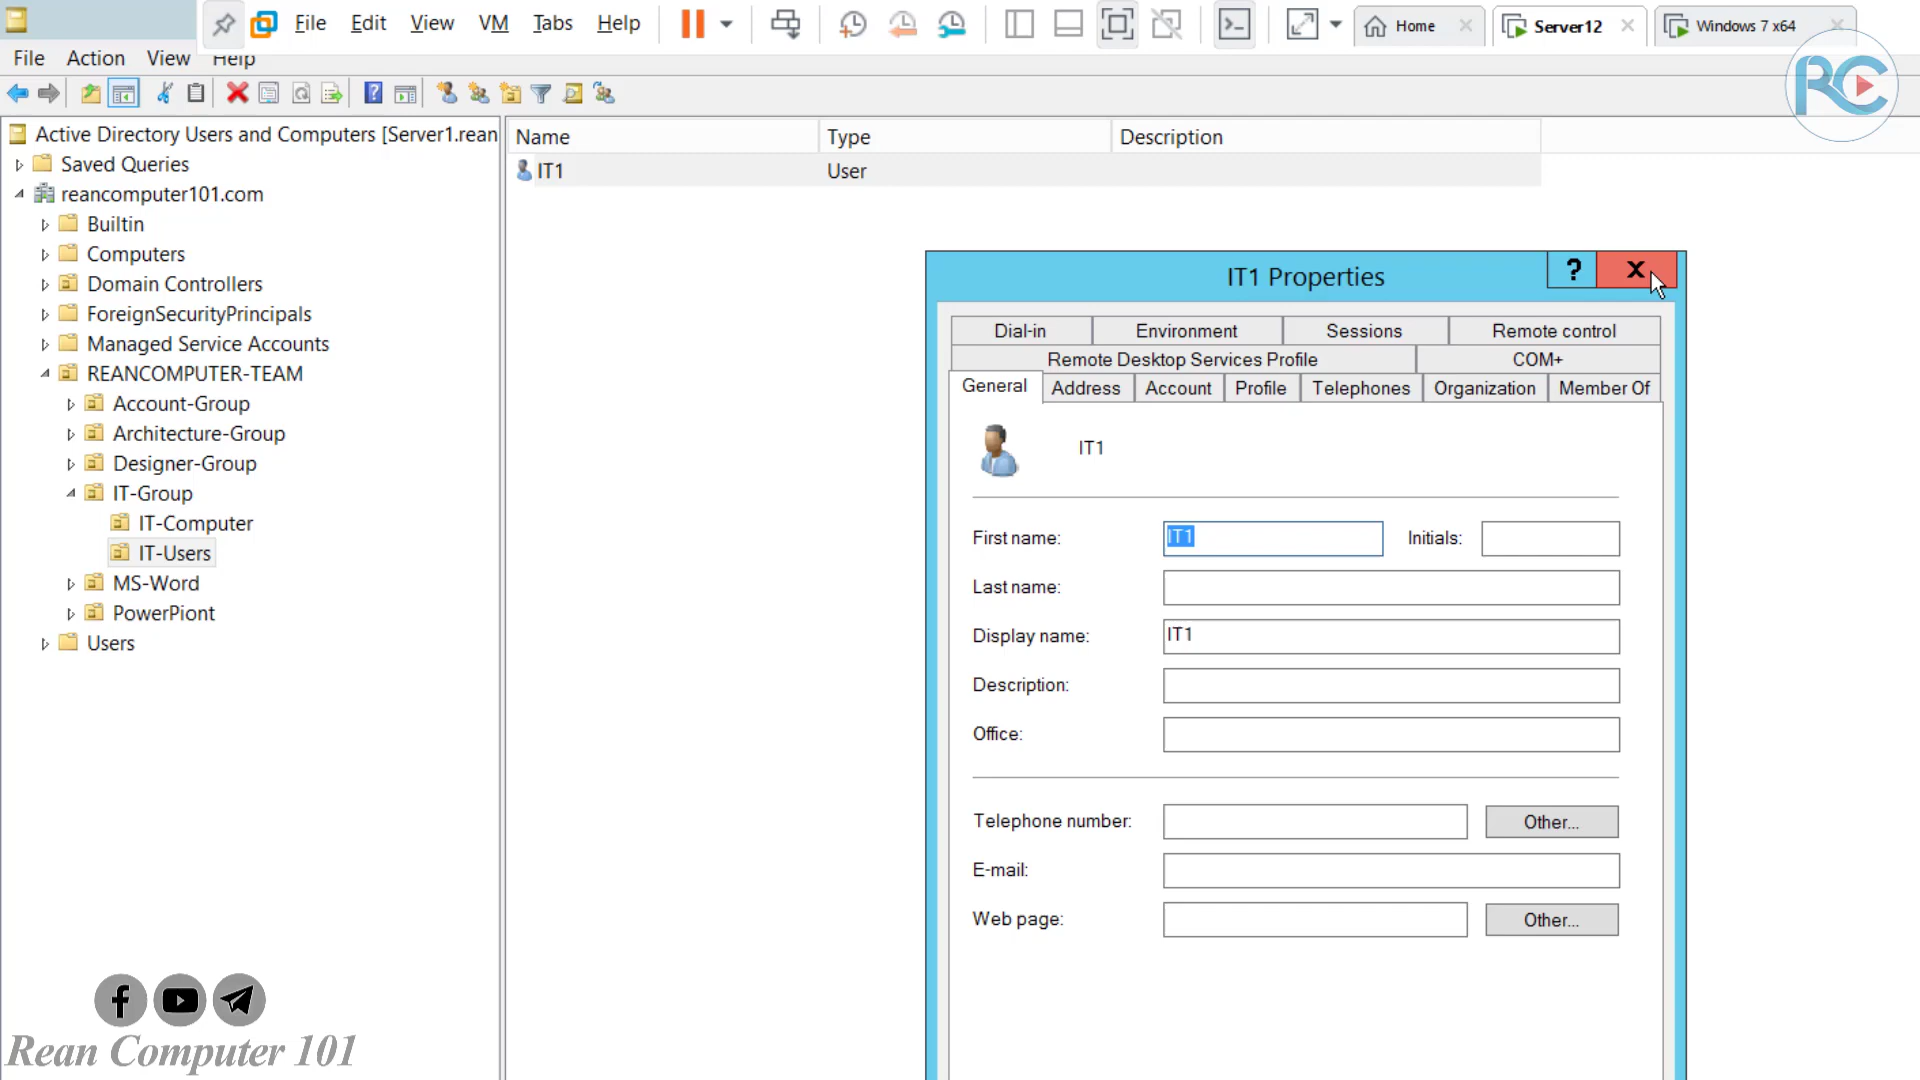 File Edit View VM Tabs Help
Home Server12 Windows 7 x64
File Action View Help
RC
Active Directory Users and Computers [Server1.rean
Saved Queries
reancomputer101.com
Builtin
Computers
Domain Controllers
ForeignSecurityPrincipals
Managed Service Accounts
REANCOMPUTER-TEAM
Account-Group
Architecture-Group
Designer-Group
IT-Group
IT-Computer
IT-Users
MS-Word
PowerPiont
Users
Name Type Description
IT1 User
IT1 Properties
? x
Dial-in Environment Sessions Remote control
Remote Desktop Services Profile COM+
General Address Account Profile Telephones Organization Member Of
IT1
First name: IT1 Initials:
Last name:
Display name: IT1
Description:
Office:
Telephone number: Other...
E-mail:
Web page: Other...
Rean Computer 101